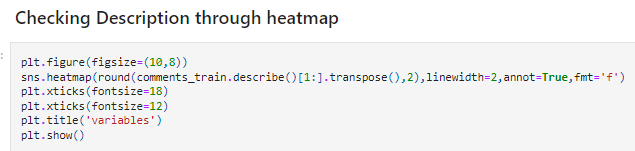 Checking Description through heatmap
:
plt.figure(figsize=(10,8))
sns.heatmap(round(comments_train.describe()[1:].transpose(),2),linewidth=2,annot=True,fmt='f')
plt.xticks(fontsize=18)
plt.xticks(fontsize=12)
plt.title('variables')
plt.show()